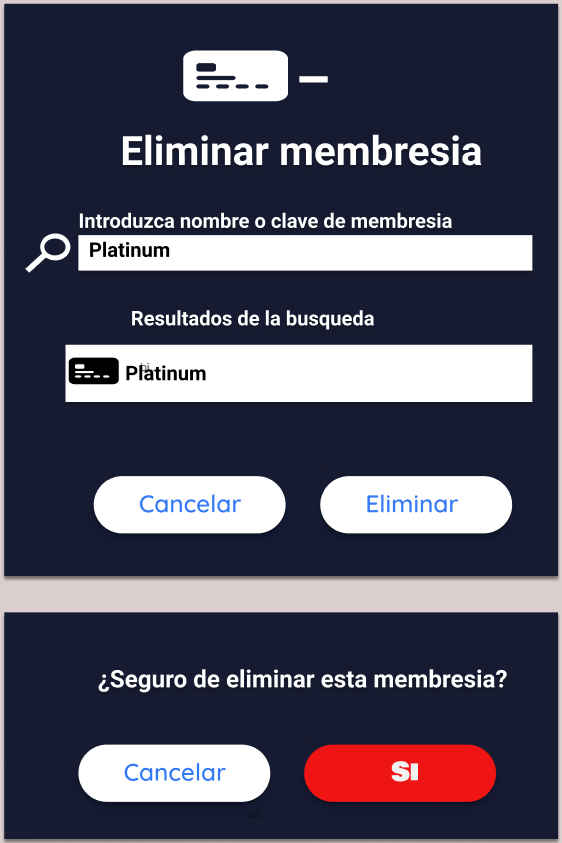 Eliminar membresia
Introduzca nombre o clave de membresia
Platinum
Resultados de la busqueda
Platinum
Cancelar
Eliminar
¿Seguro de eliminar esta membresia?
Cancelar
SI